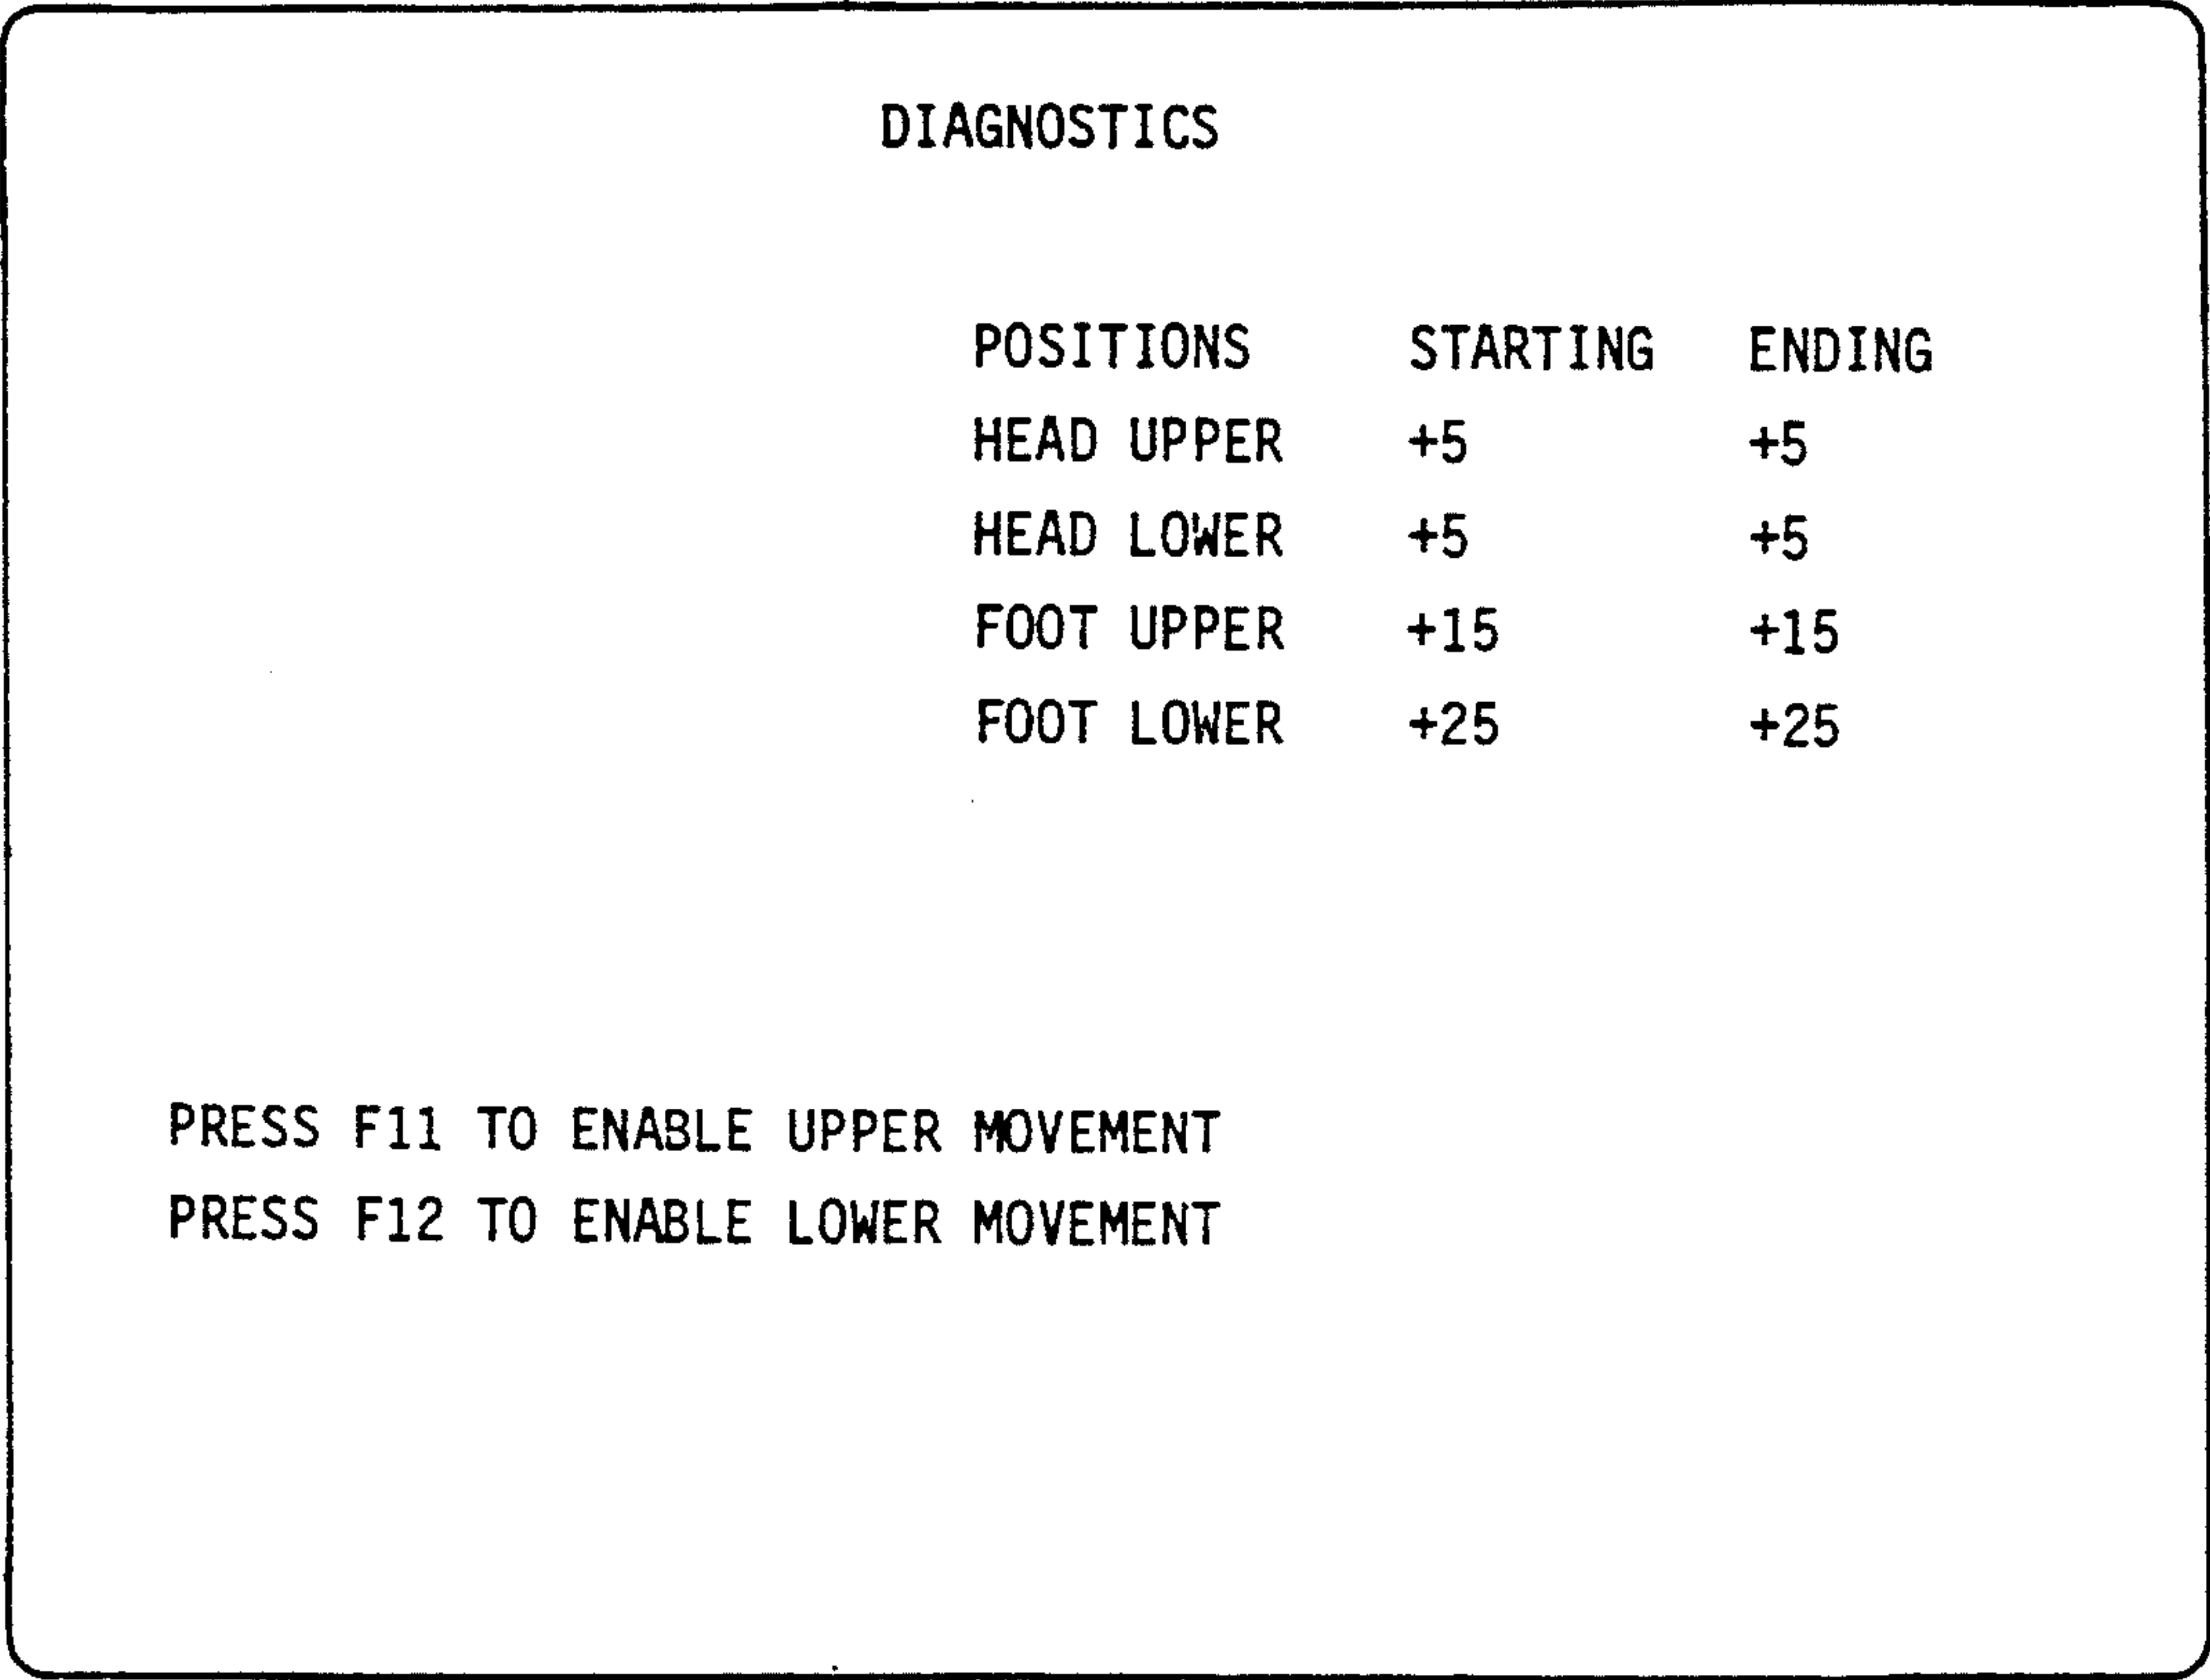 DIAGNOSTICS
POSITIONS STARTING ENDING
HEAD UPPER +5 +5
HEAD LOWER +5 +5
FOOT UPPER +15 +15
FOOT LOWER +25 +25
PRESS F11 TO ENABLE UPPER MOVEMENT
PRESS F12 TO ENABLE LOWER MOVEMENT